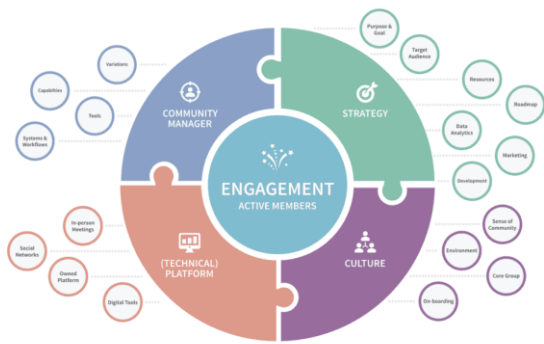 Variations
Capabilities
Tools
Systems &
Workflows
COMMUNITY
MANAGER
Purpose &
Goal
Target
Audience
Resources
Roadmap
Data
Analytics
Marketing
Development
STRATEGY
ENGAGEMENT
ACTIVE MEMBERS
In-person
Meetings
Social
Networks
Owned
Platform
Digital Tools
(TECHNICAL)
PLATFORM
CULTURE
Sense of
Community
Environment
Core Group
On-boarding